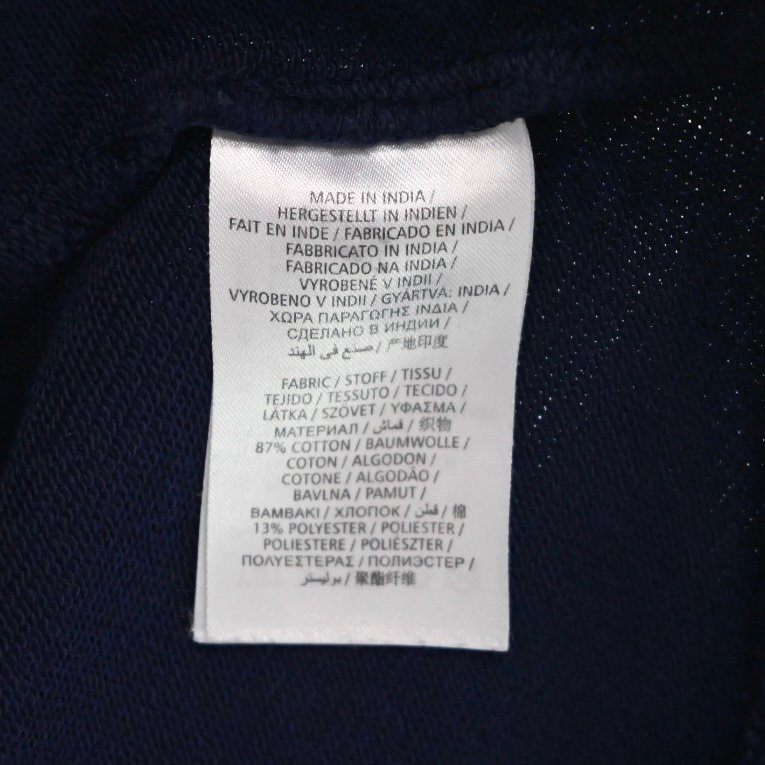 MADE IN INDIA /
HERGESTELLT IN INDIEN /
FAIT EN INDE / FABRICADO EN INDIA /
FABBRICATO IN INDIA /
FABRICADO NA INDIA /
VYROBENÉ V INDII /
VYROBENO V INDII / GYÁRTVA: INDIA /
ΧΩΡΑ ΠΑΡΑΓΩΓΗΣ ΙΝΔΙΑ /
СДЕЛАНО В ИНДИИ /
صنع في الهند / 产地印度
FABRIC / STOFF / TISSU /
TEJIDO / TESSUTO / TECIDO /
LÁTKA / SZÖVET / ΥΦΑΣΜΑ /
МАТЕРИАЛ / قماش / 织物
87% COTTON / BAUMWOLLE /
COTON / ALGODON /
COTONE / ALGODÃO /
BAVLNA / PAMUT /
ΒΑΜΒΑΚΙ / ХЛОПОК / قطن / 棉
13% POLYESTER / POLIESTER /
POLIESTERE / POLIÉSZTER /
ΠΟΛΥΕΣΤΕΡΑΣ / ПОЛИЭСТЕР /
بوليستر / 聚酯纤维